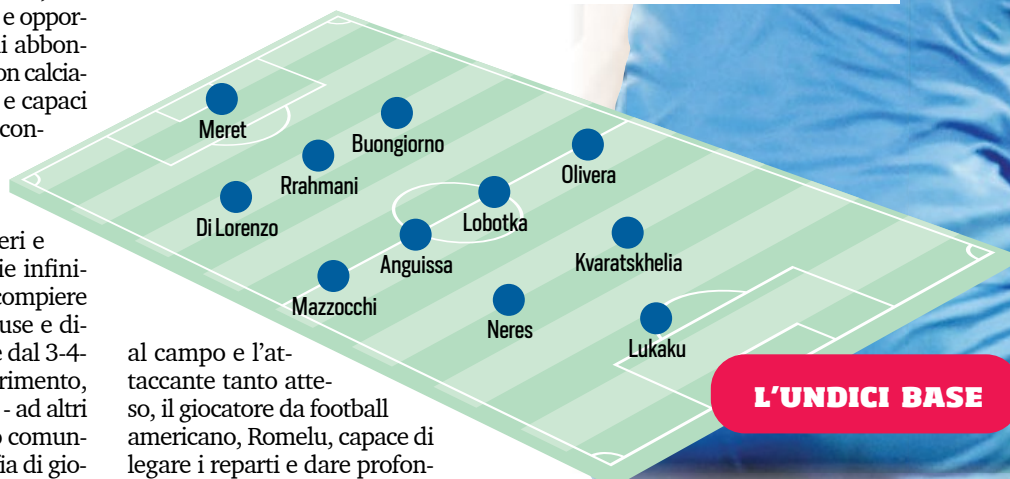 e oppor-
i abbon-
on calcia-
e capaci
con-
eri e
ie infini-
compiere
use e di-
e dal 3-4-
rimento,
- ad altri
o comun-
fia di gio-
al campo e l'at-
taccante tanto atte-
so, il giocatore da football
americano, Romelu, capace di
legare i reparti e dare profon-
Meret
Buongiorno
Rrahmani
Di Lorenzo
Olivera
Lobotka
Anguissa
Mazzocchi
Kvaratskhelia
Neres
Lukaku
L'UNDICI BASE